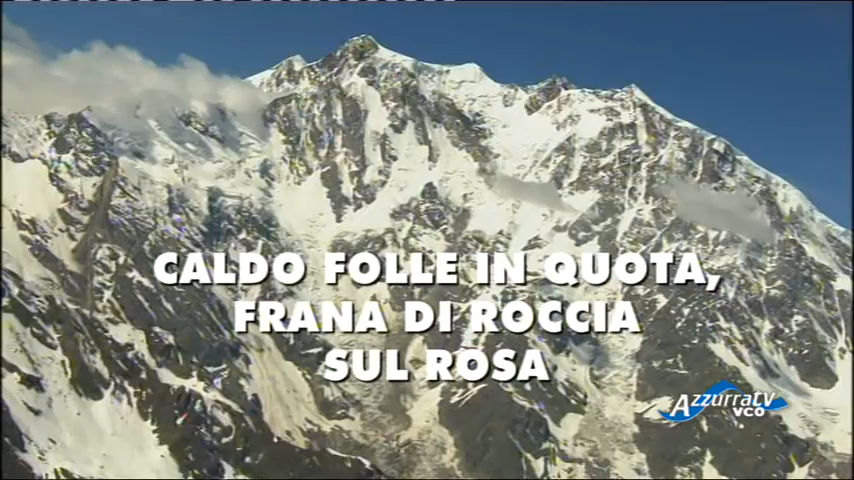 CALDO FOLLE IN QUOTA,
FRANA DI ROCCIA
SUL ROSA
AZZURRATV
VCO